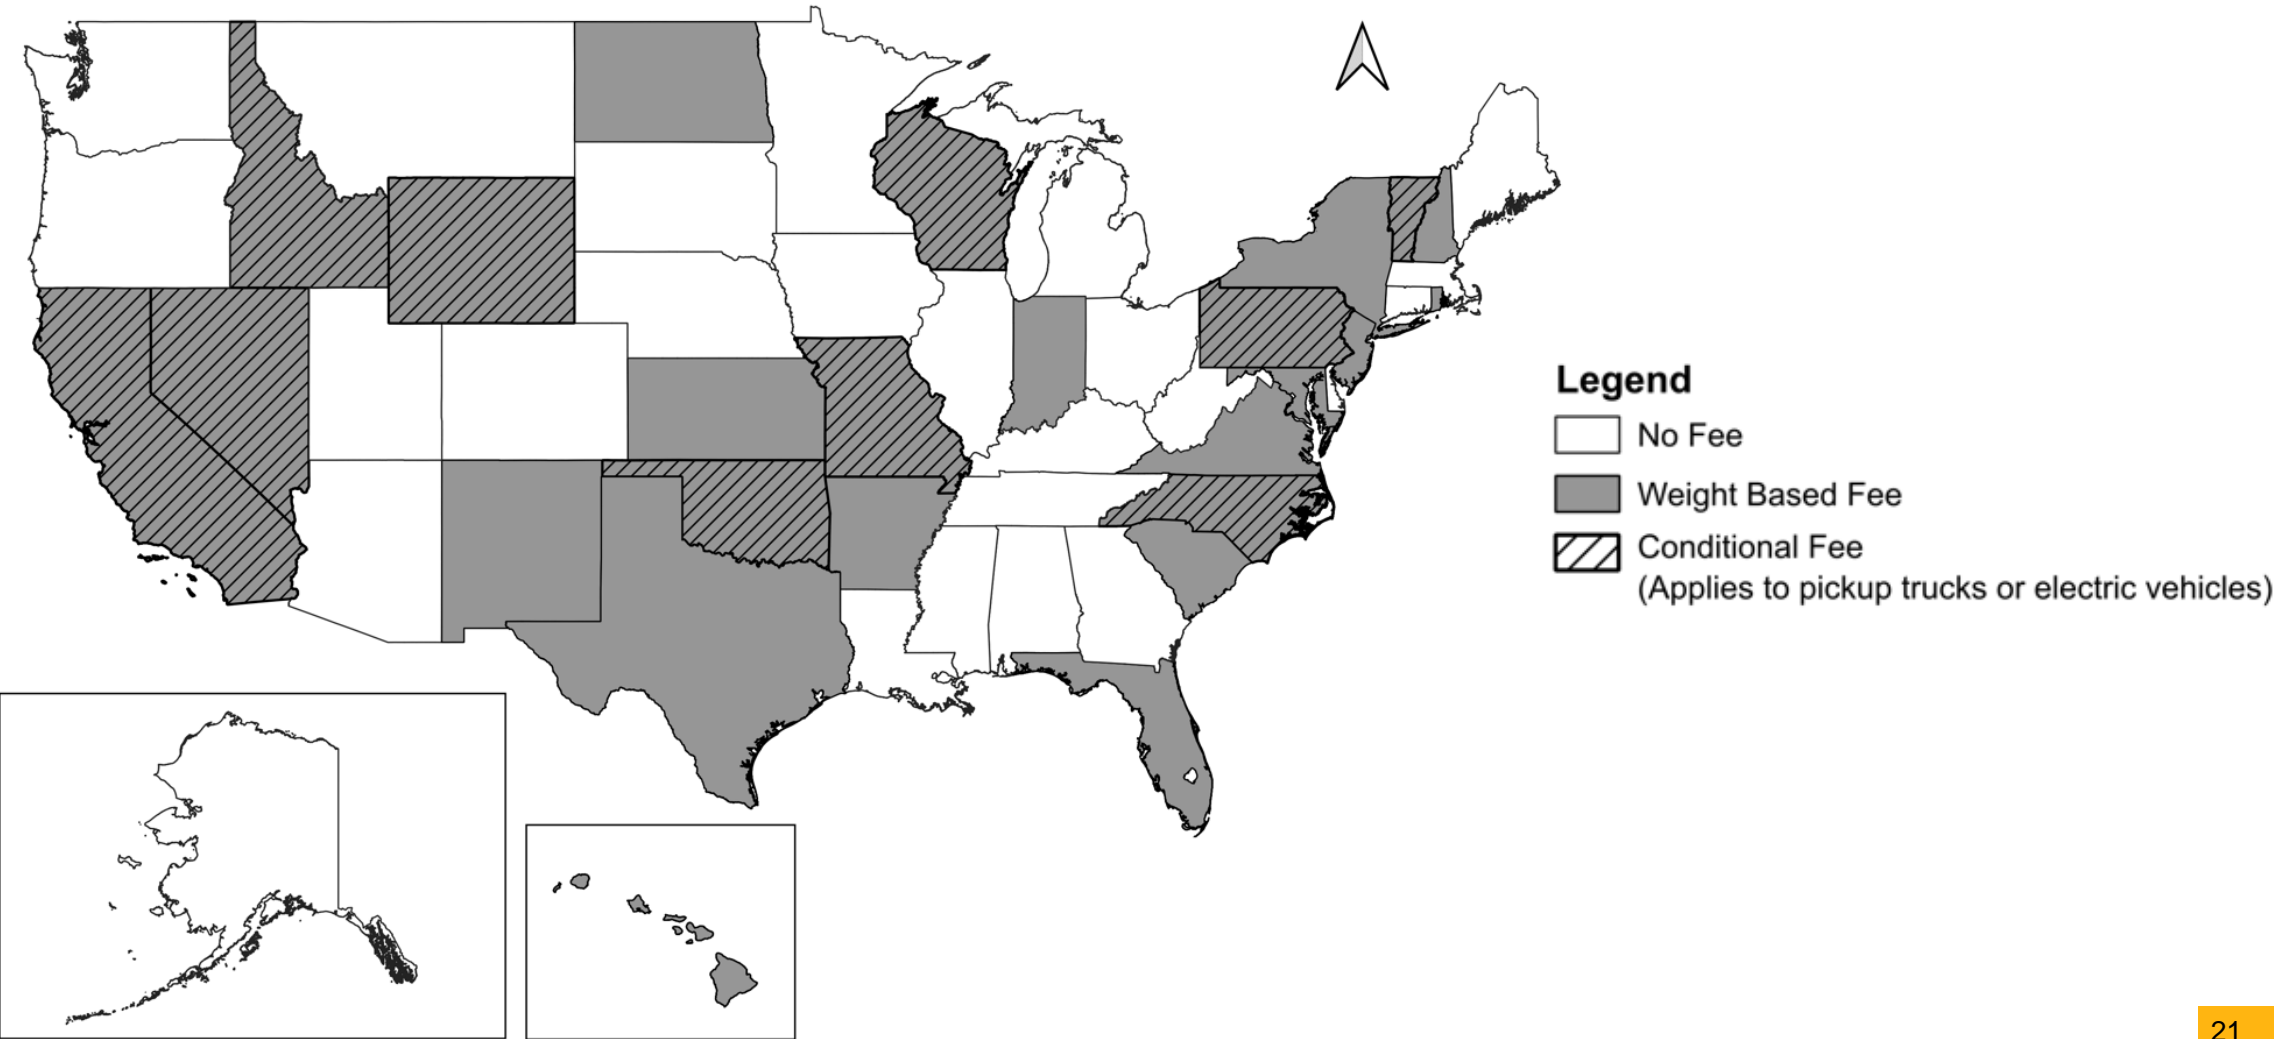 Legend
No Fee
Weight Based Fee
Conditional Fee
(Applies to pickup trucks or electric vehicles)
21